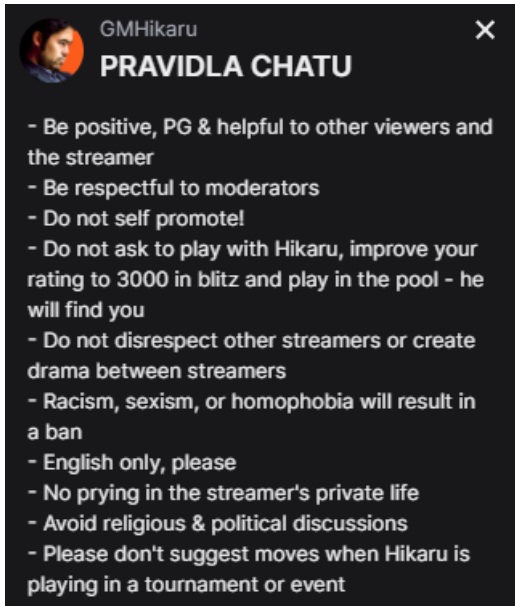 GMHikaru
PRAVIDLA CHATU
- Be positive, PG & helpful to other viewers and
the streamer
- Be respectful to moderators
- Do not self promote!
- Do not ask to play with Hikaru, improve your
rating to 3000 in blitz and play in the pool - he
will find you
- Do not disrespect other streamers or create
drama between streamers
- Racism, sexism, or homophobia will result in
a ban
- English only, please
- No prying in the streamer's private life
- Avoid religious & political discussions
- Please don't suggest moves when Hikaru is
playing in a tournament or event